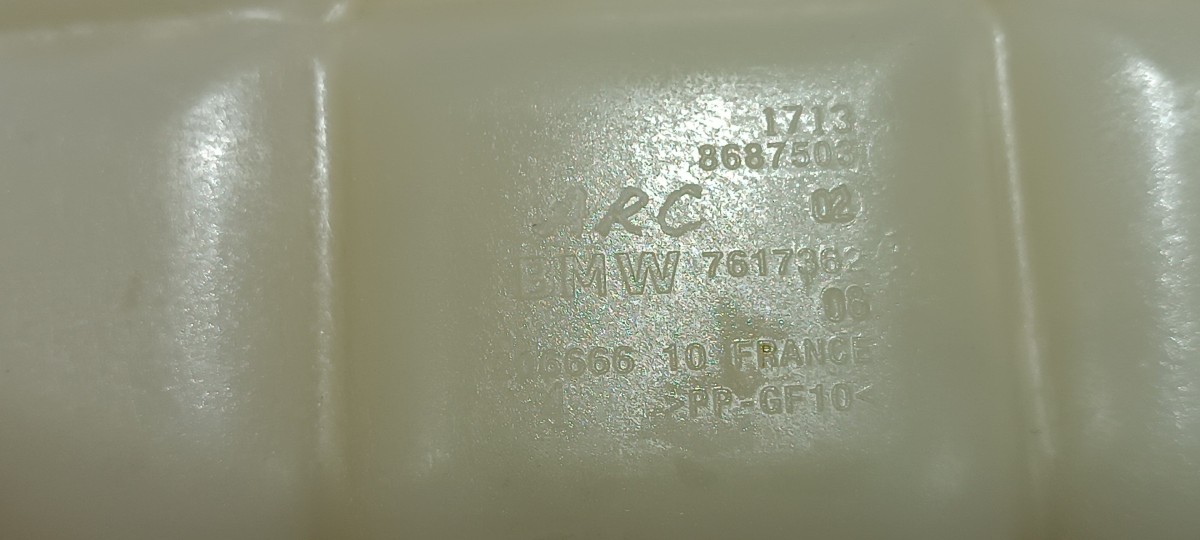 1713
8687503
ARC 02
BMW 7617362
08
10 FRANCE
>PP-GF10<